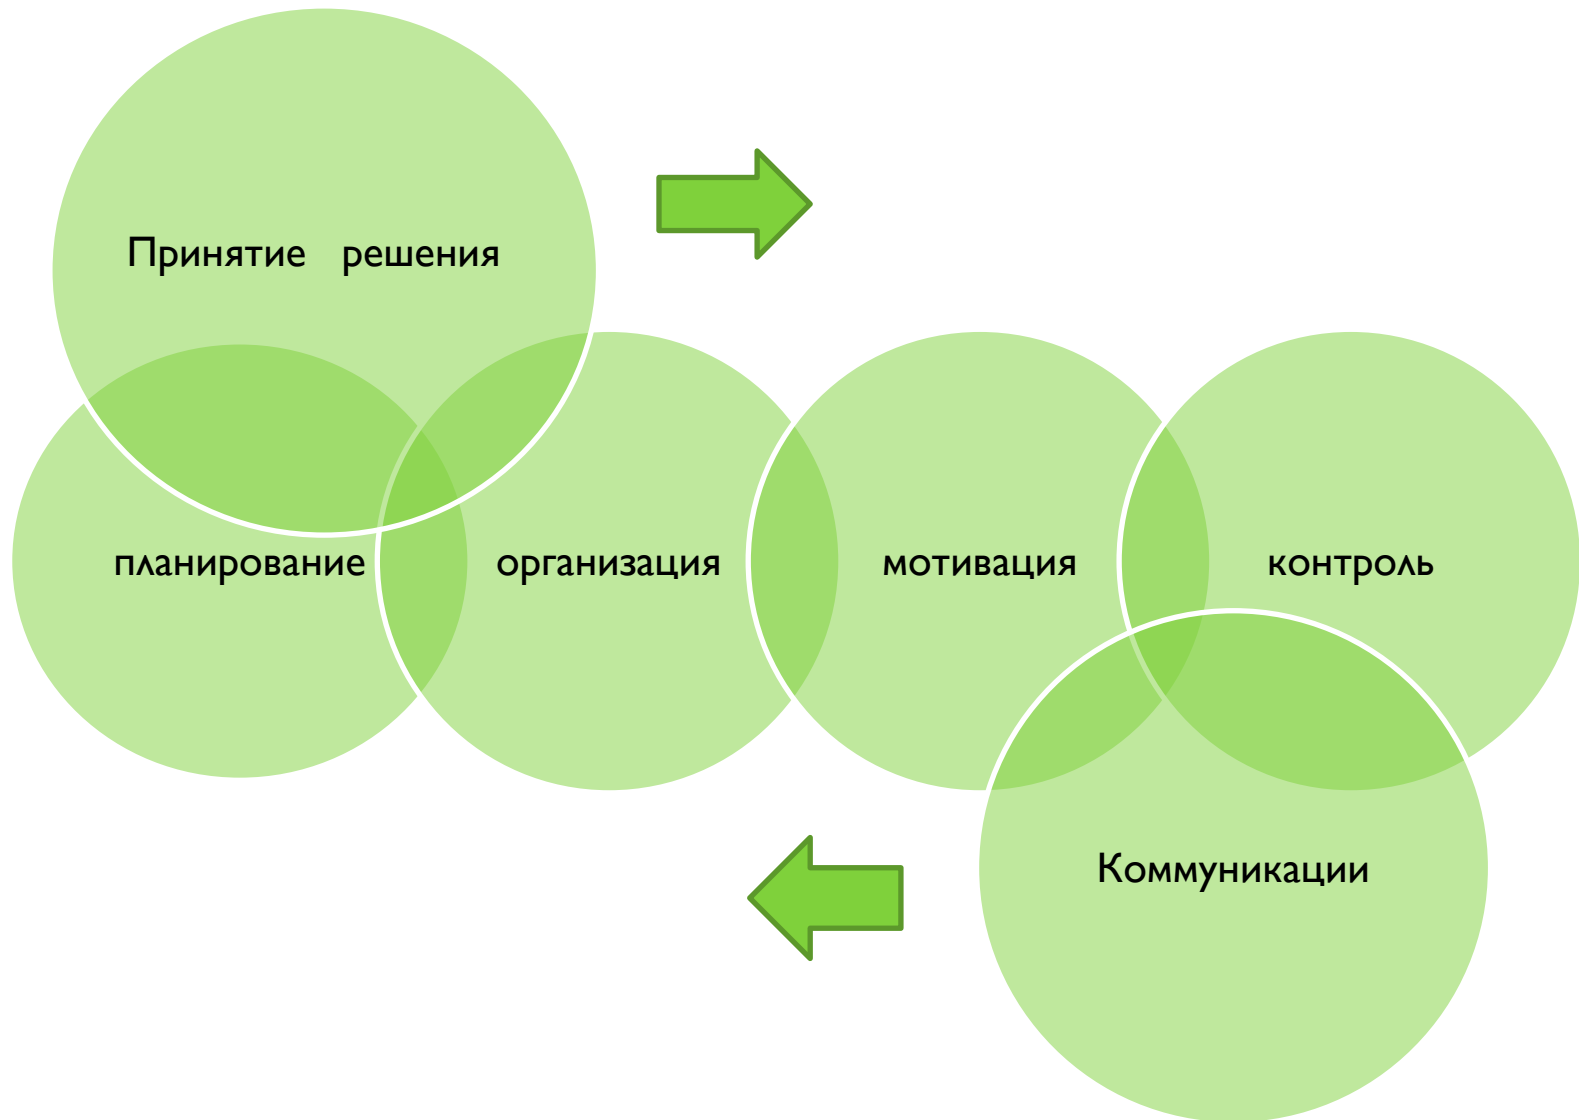 Принятие решения
планирование
организация
мотивация
контроль
Коммуникации